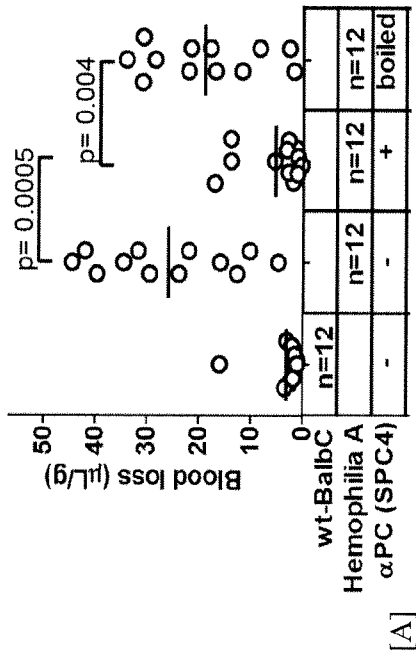 p= 0.0005
p= 0.004
Blood loss (µL/g)
50
40
30
20
10
0
wt-BalbC n=12
Hemophilia A n=12 n=12 n=12
αPC (SPC4) - - + boiled
[A]